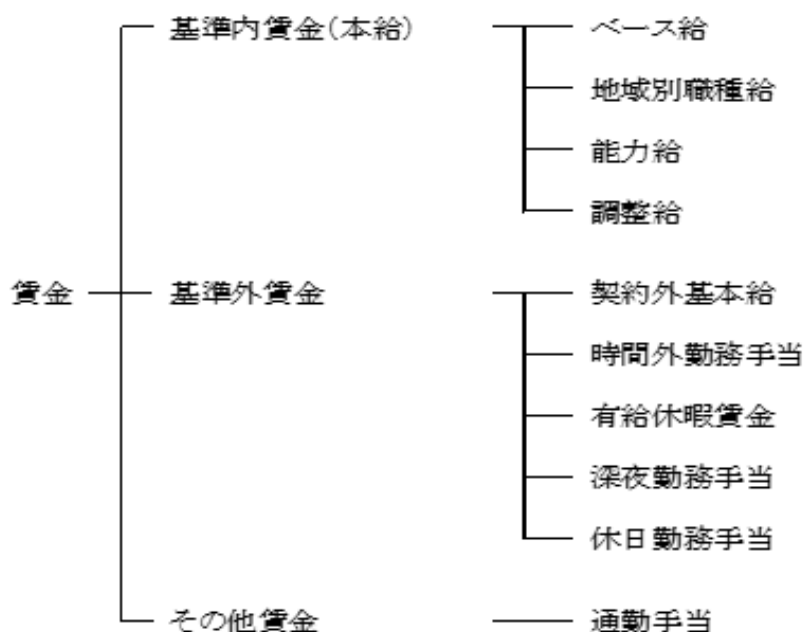 基準内賃金(本給) ベース給
地域別職種給
能力給
調整給
賃金 基準外賃金 契約外基本給
時間外勤務手当
有給休暇賃金
深夜勤務手当
休日勤務手当
その他賃金 通勤手当